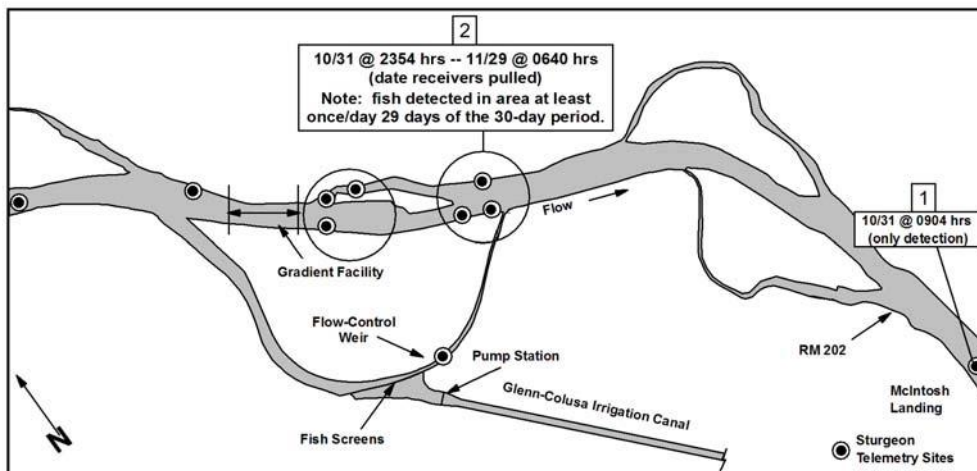 2
10/31 @ 2354 hrs -- 11/29 @ 0640 hrs
(date receivers pulled)
Note: fish detected in area at least
once/day 29 days of the 30-day period.
1
10/31 @ 0904 hrs
(only detection)
Flow
Gradient Facility
Flow-Control
Weir
Pump Station
RM 202
Glenn-Colusa Irrigation Canal
McIntosh
Landing
Fish Screens
N
Sturgeon
Telemetry Sites